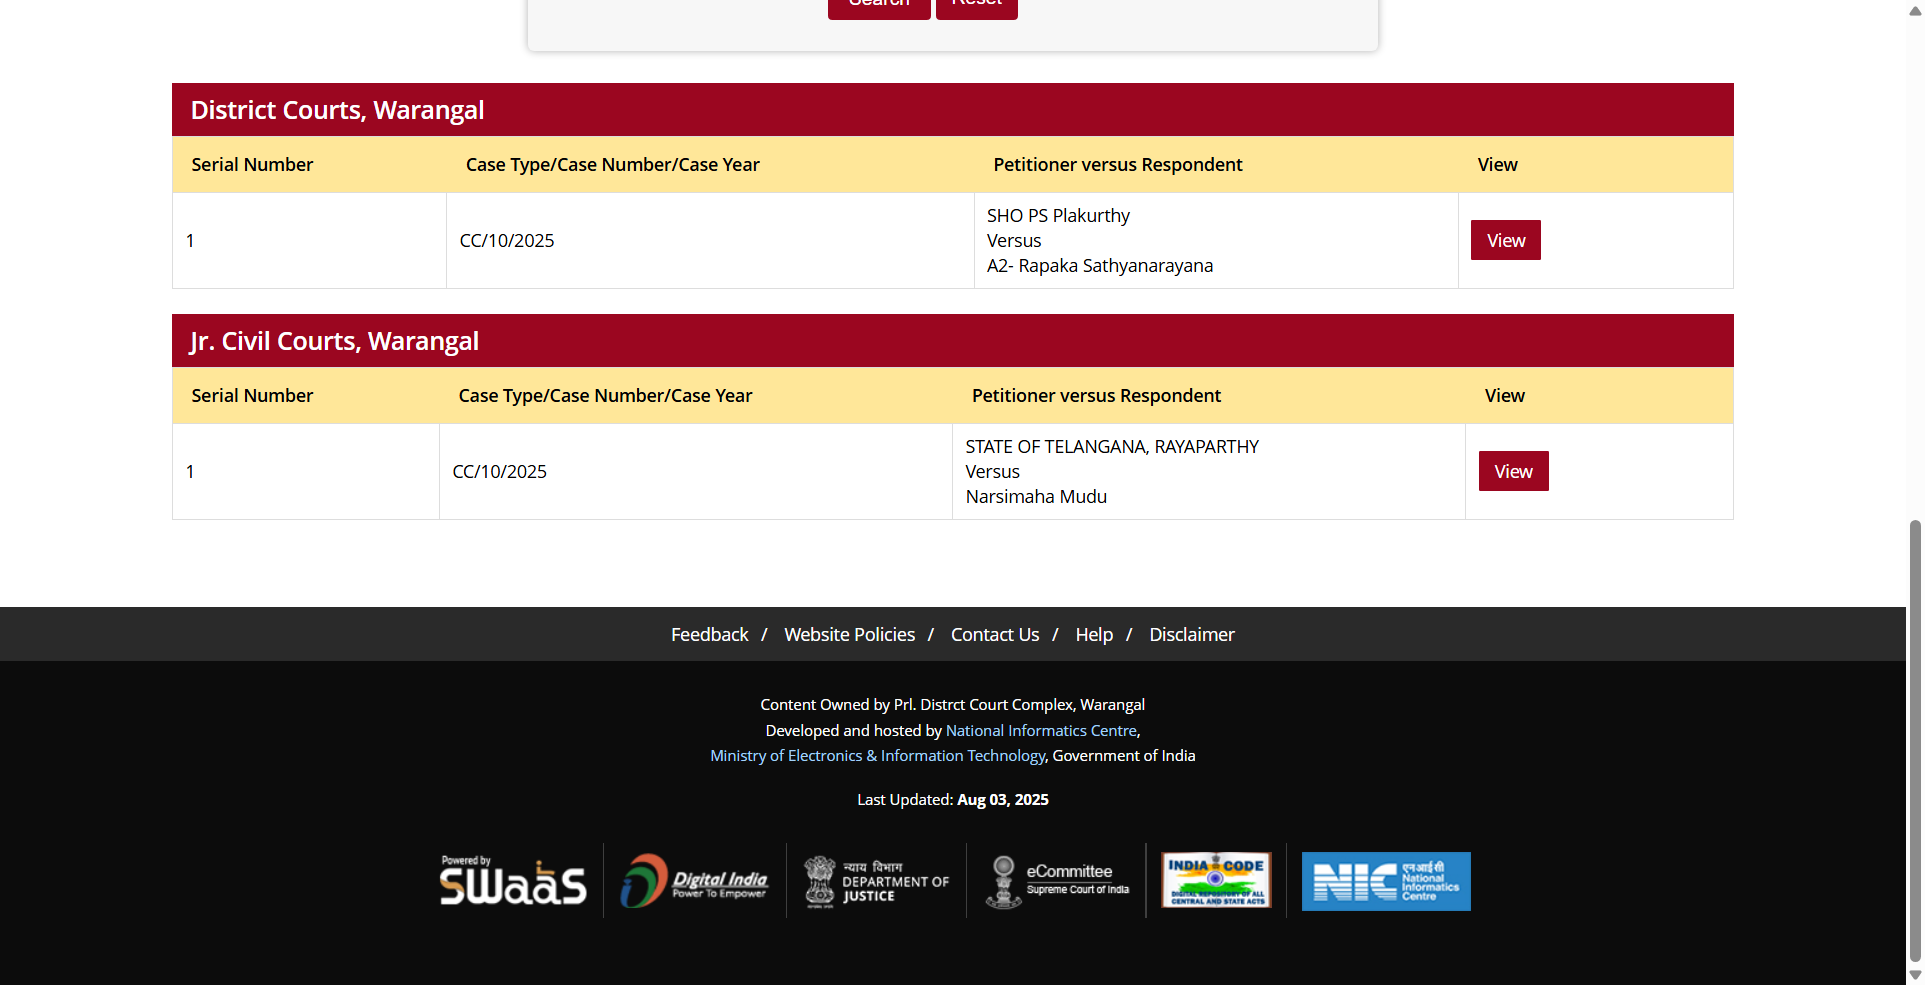 Search Reset
District Courts, Warangal
Serial Number Case Type/Case Number/Case Year Petitioner versus Respondent View
1 CC/10/2025 SHO PS Plakurthy
Versus
A2- Rapaka Sathyanarayana
View
Jr. Civil Courts, Warangal
Serial Number Case Type/Case Number/Case Year Petitioner versus Respondent View
1 CC/10/2025 STATE OF TELANGANA, RAYAPARTHY
Versus
Narsimaha Mudu
View
Feedback / Website Policies / Contact Us / Help / Disclaimer
Content Owned by Prl. Distrct Court Complex, Warangal
Developed and hosted by National Informatics Centre,
Ministry of Electronics & Information Technology, Government of India
Last Updated: Aug 03, 2025
Powered by
SWaaS
Digital India
Power To Empower
न्याय विभाग
DEPARTMENT OF
JUSTICE
eCommittee
Supreme Court of India
INDIA CODE
DIGITAL REPOSITORY OF ALL
CENTRAL AND STATE ACTS
NIC
एन आई सी
National
Informatics
Centre